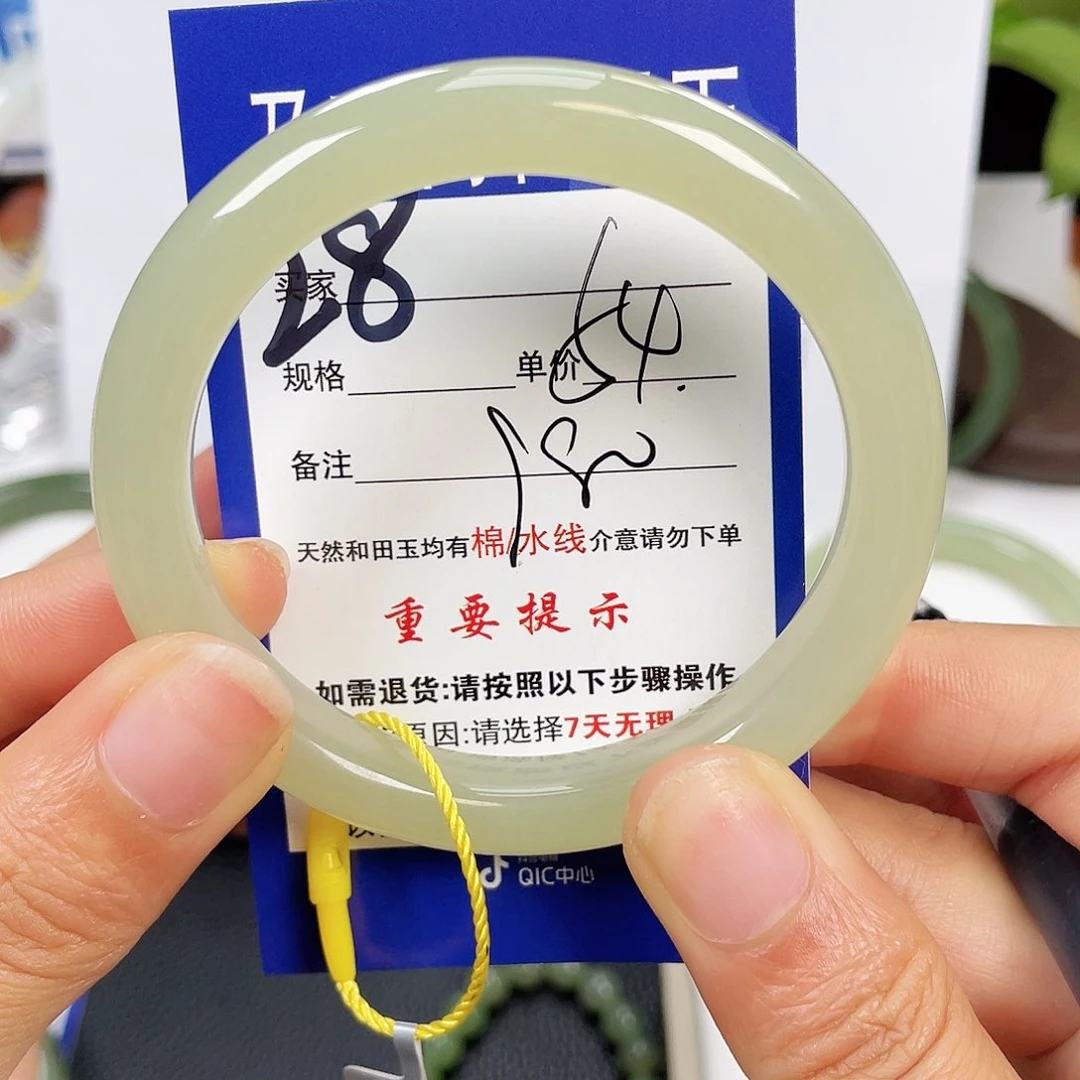 28
买家
54.
规格 单价
备注
天然和田玉均有棉/水线介意请勿下单
重要提示
如需退货:请按照以下步骤操作
原因:请选择7天无理
QIC中心